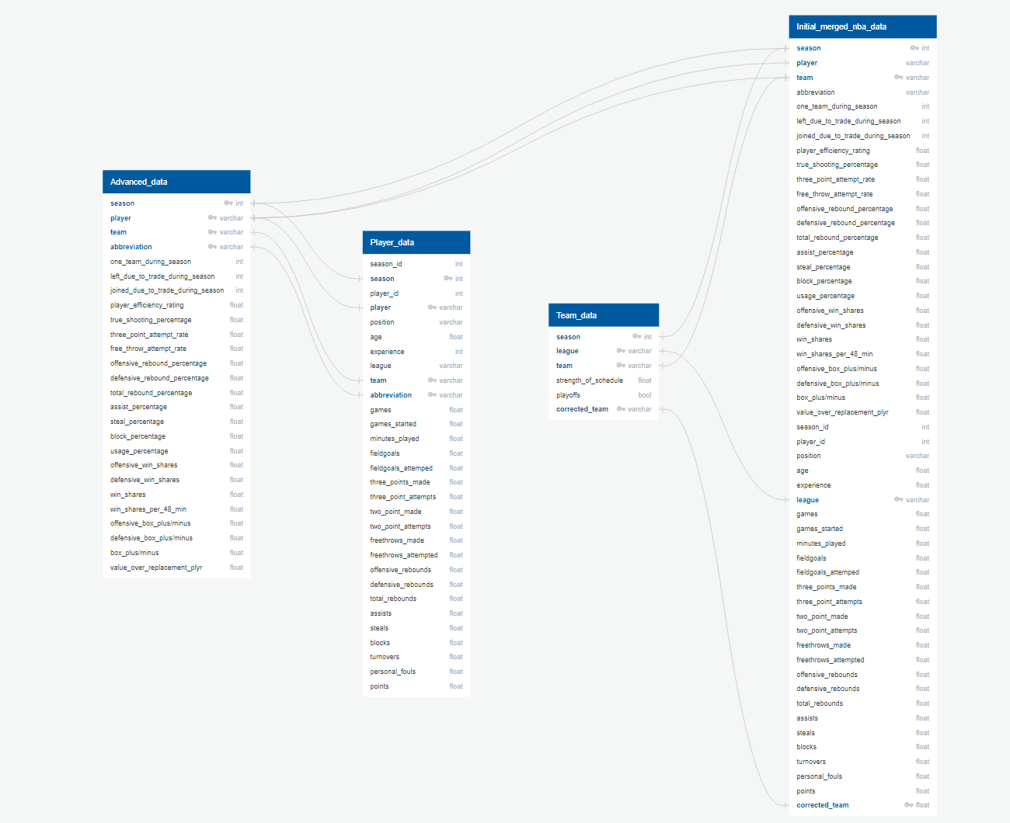 Initial_merged_nba_data
season int
player varchar
team varchar
abbreviation varchar
one_team_during_season int
left_due_to_trade_during_season int
joined_due_to_trade_during_season int
player_efficiency_rating float
true_shooting_percentage float
three_point_attempt_rate float
free_throw_attempt_rate float
offensive_rebound_percentage float
defensive_rebound_percentage float
total_rebound_percentage float
assist_percentage float
steal_percentage float
block_percentage float
usage_percentage float
offensive_win_shares float
defensive_win_shares float
win_shares float
win_shares_per_48_min float
offensive_box_plus/minus float
defensive_box_plus/minus float
box_plus/minus float
value_over_replacement_plyr float
season_id int
player_id int
position varchar
age float
experience float
league varchar
games float
games_started float
minutes_played float
fieldgoals float
fieldgoals_attemped float
three_points_made float
three_point_attempts float
two_point_made float
two_point_attempts float
freethrows_made float
freethrows_attempted float
offensive_rebounds float
defensive_rebounds float
total_rebounds float
assists float
steals float
blocks float
turnovers float
personal_fouls float
points float
corrected_team float
Advanced_data
season int
player varchar
team varchar
abbreviation varchar
one_team_during_season int
left_due_to_trade_during_season int
joined_due_to_trade_during_season int
player_efficiency_rating float
true_shooting_percentage float
three_point_attempt_rate float
free_throw_attempt_rate float
offensive_rebound_percentage float
defensive_rebound_percentage float
total_rebound_percentage float
assist_percentage float
steal_percentage float
block_percentage float
usage_percentage float
offensive_win_shares float
defensive_win_shares float
win_shares float
win_shares_per_48_min float
offensive_box_plus/minus float
defensive_box_plus/minus float
box_plus/minus float
value_over_replacement_plyr float
Player_data
season_id int
season int
player_id int
player varchar
position varchar
age float
experience int
league varchar
team varchar
abbreviation varchar
games float
games_started float
minutes_played float
fieldgoals float
fieldgoals_attemped float
three_points_made float
three_point_attempts float
two_point_made float
two_point_attempts float
freethrows_made float
freethrows_attempted float
offensive_rebounds float
defensive_rebounds float
total_rebounds float
assists float
steals float
blocks float
turnovers float
personal_fouls float
points float
Team_data
season int
league varchar
team varchar
strength_of_schedule float
playoffs bool
corrected_team varchar